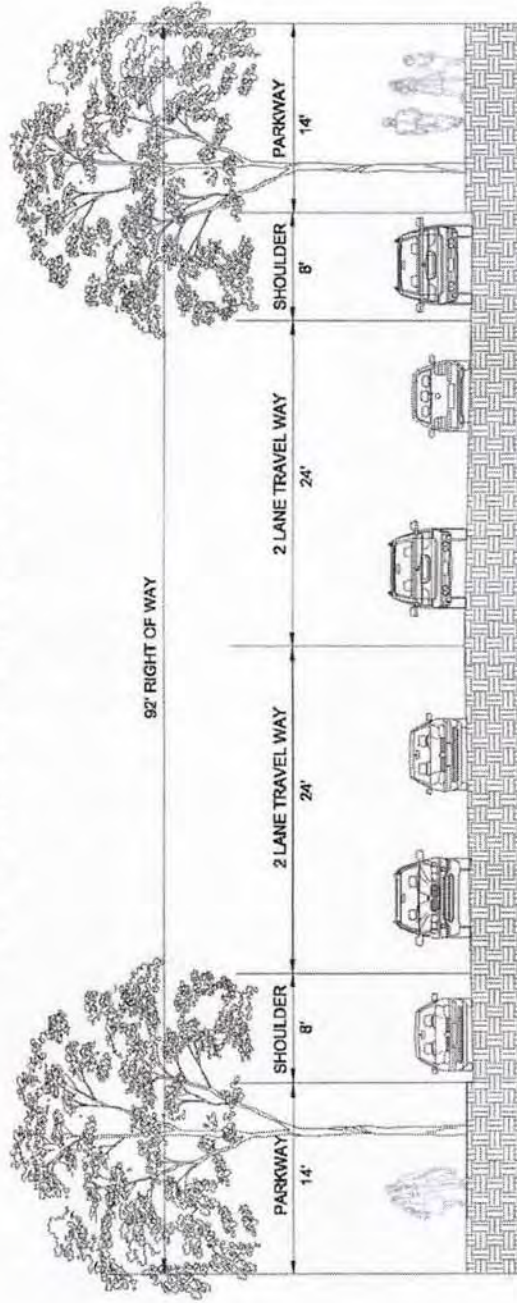 92' RIGHT OF WAY
PARKWAY
14'
SHOULDER
8'
2 LANE TRAVEL WAY
24'
2 LANE TRAVEL WAY
24'
SHOULDER
8'
PARKWAY
14'